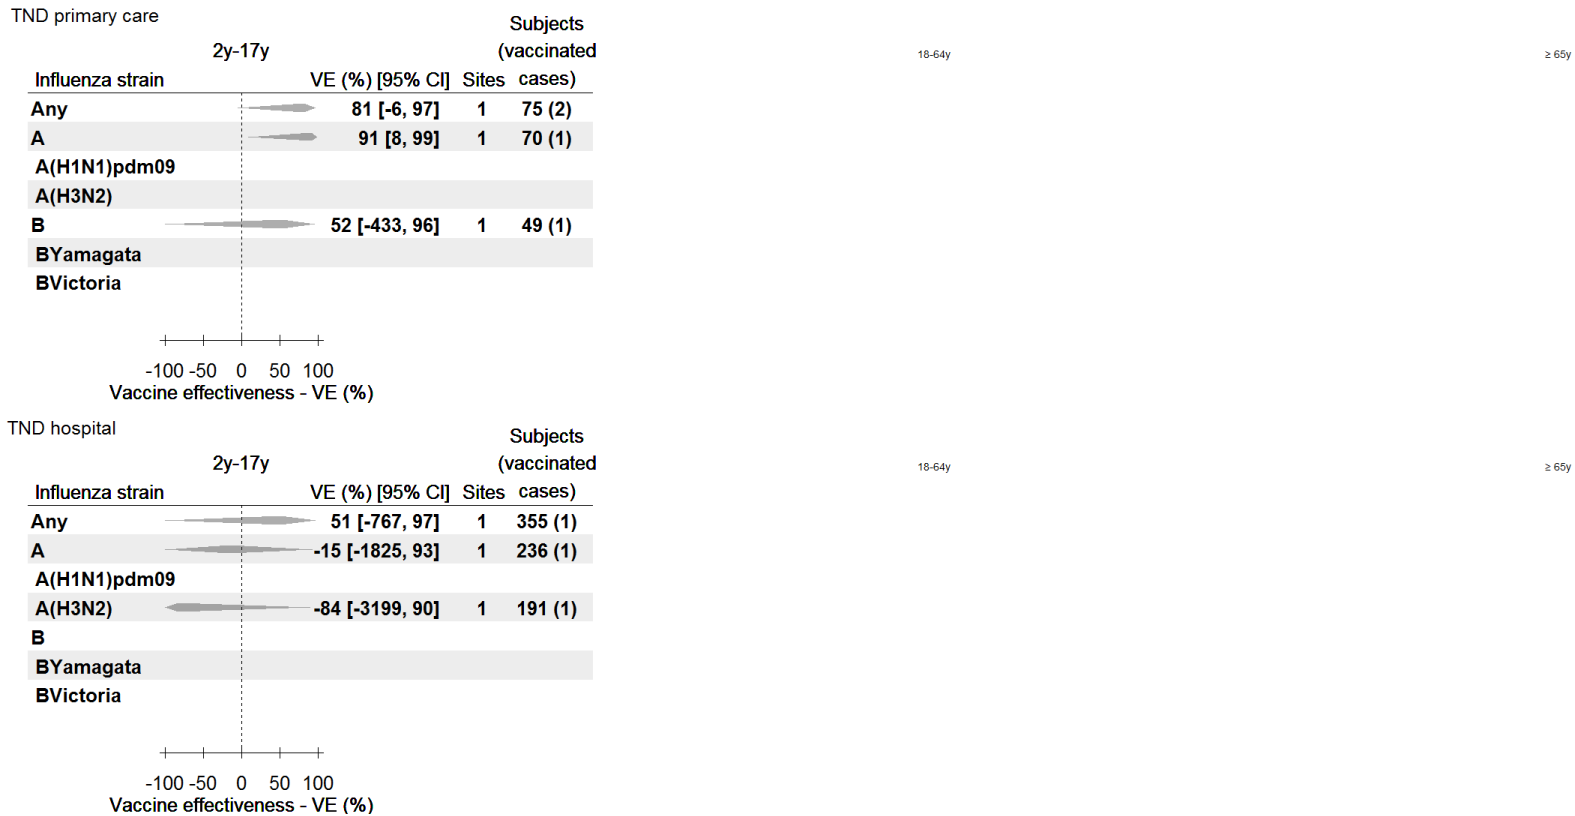 TND primary care
Subjects
2y-17y (vaccinated 18-64y ≥ 65y
Influenza strain VE (%) [95% CI] Sites cases)
Any 81 [-6, 97] 1 75 (2)
A 91 [8, 99] 1 70 (1)
A(H1N1)pdm09
A(H3N2)
B 52 [-433, 96] 1 49 (1)
BYamagata
BVictoria
-100 -50 0 50 100
Vaccine effectiveness - VE (%)
TND hospital
Subjects
2y-17y (vaccinated 18-64y ≥ 65y
Influenza strain VE (%) [95% CI] Sites cases)
Any 51 [-767, 97] 1 355 (1)
A -15 [-1825, 93] 1 236 (1)
A(H1N1)pdm09
A(H3N2) -84 [-3199, 90] 1 191 (1)
B
BYamagata
BVictoria
-100 -50 0 50 100
Vaccine effectiveness - VE (%)